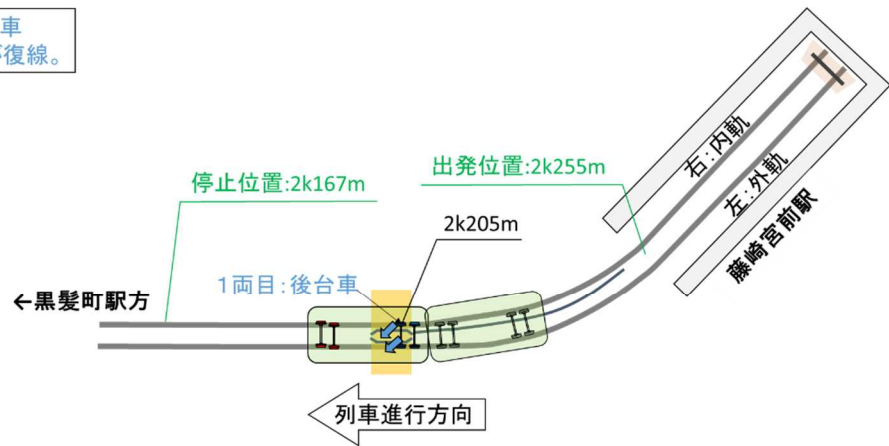 車
復線。
停止位置:2k167m
出発位置:2k255m
2k205m
1両目:後台車
←黒髪町駅方
右:内軌
左:外軌
藤崎宮前駅
列車進行方向